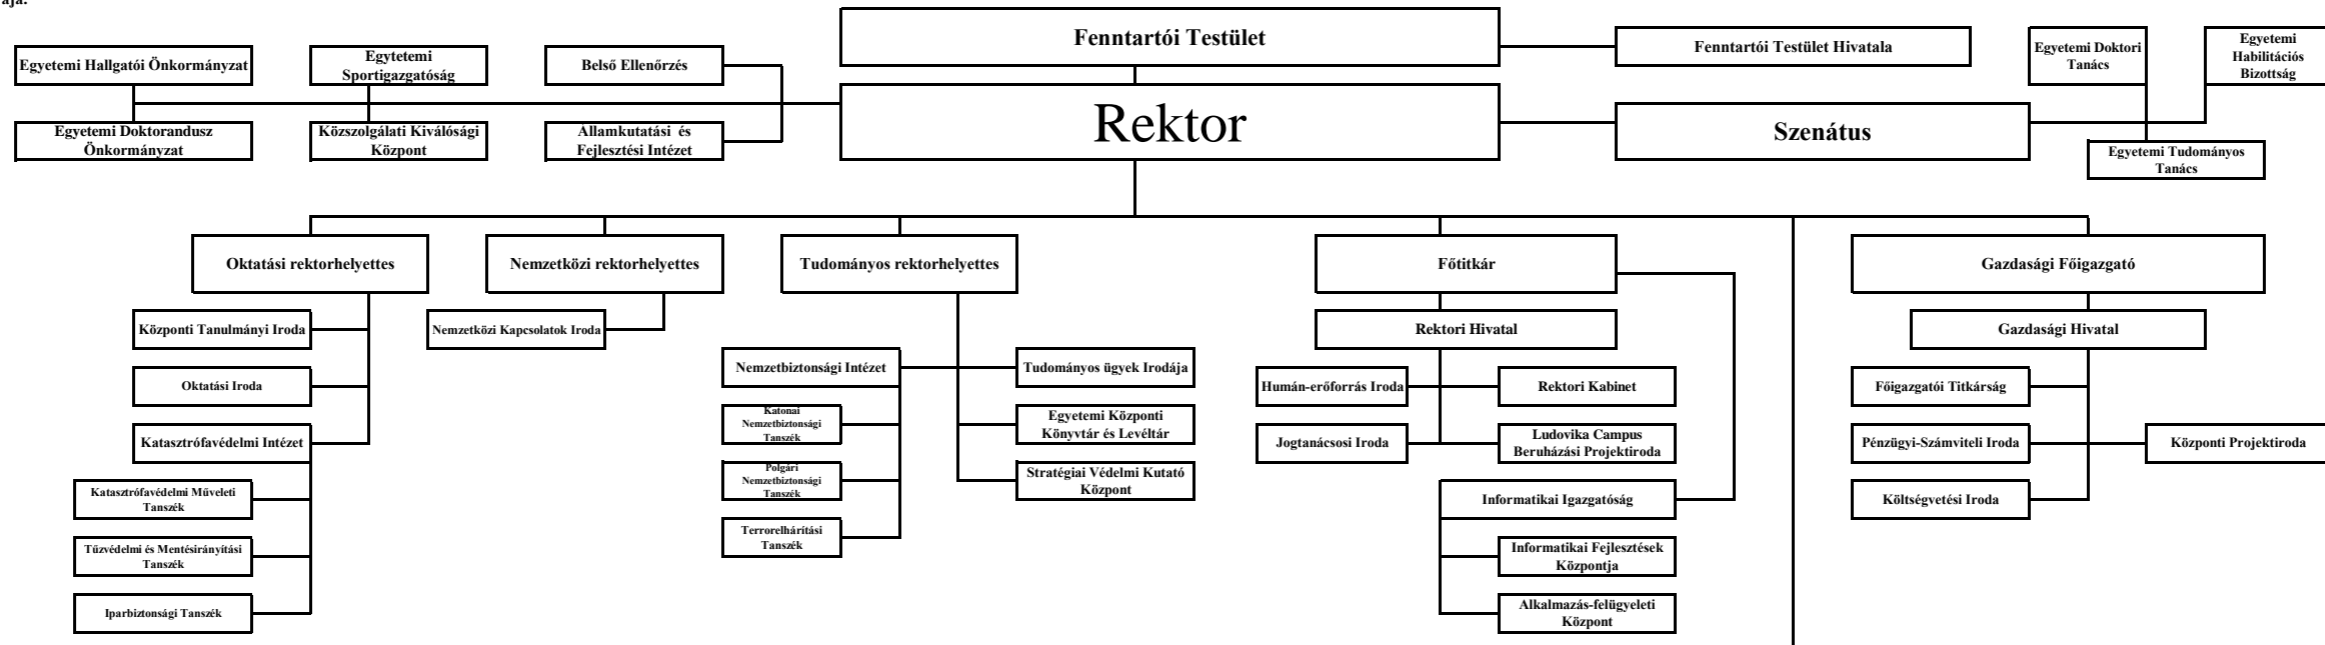 aja:
Fenntartói Testület
Fenntartói Testület Hivatala
Egyetemi Hallgatói Önkormányzat
Egytetemi
Sportigazgatóság
Belső Ellenőrzés
Egyetemi Doktori
Tanács
Egyetemi
Habilitációs
Bizottság
Rektor
Szenátus
Egyetemi Doktorandusz
Önkormányzat
Közszolgálati Kiválósági
Központ
Államkutatási és
Fejlesztési Intézet
Egyetemi Tudományos
Tanács
Oktatási rektorhelyettes
Nemzetközi rektorhelyettes
Tudományos rektorhelyettes
Főtitkár
Gazdasági Főigazgató
Központi Tanulmányi Iroda
Nemzetközi Kapcsolatok Iroda
Rektori Hivatal
Gazdasági Hivatal
Oktatási Iroda
Nemzetbiztonsági Intézet
Tudományos ügyek Irodája
Humán-erőforrás Iroda
Rektori Kabinet
Főigazgatói Titkárság
Katasztrófavédelmi Intézet
Katonai
Nemzetbiztonsági
Tanszék
Egyetemi Központi
Könyvtár és Levéltár
Jogtanácsosi Iroda
Ludovika Campus
Beruházási Projektiroda
Pénzügyi-Számviteli Iroda
Központi Projektiroda
Katasztrófavédelmi Műveleti
Tanszék
Polgári
Nemzetbiztonsági
Tanszék
Stratégiai Védelmi Kutató
Központ
Informatikai Igazgatóság
Költségvetési Iroda
Tűzvédelmi és Mentésirányítási
Tanszék
Terrorelhárítási
Tanszék
Informatikai Fejlesztések
Központja
Iparbiztonsági Tanszék
Alkalmazás-felügyeleti
Központ